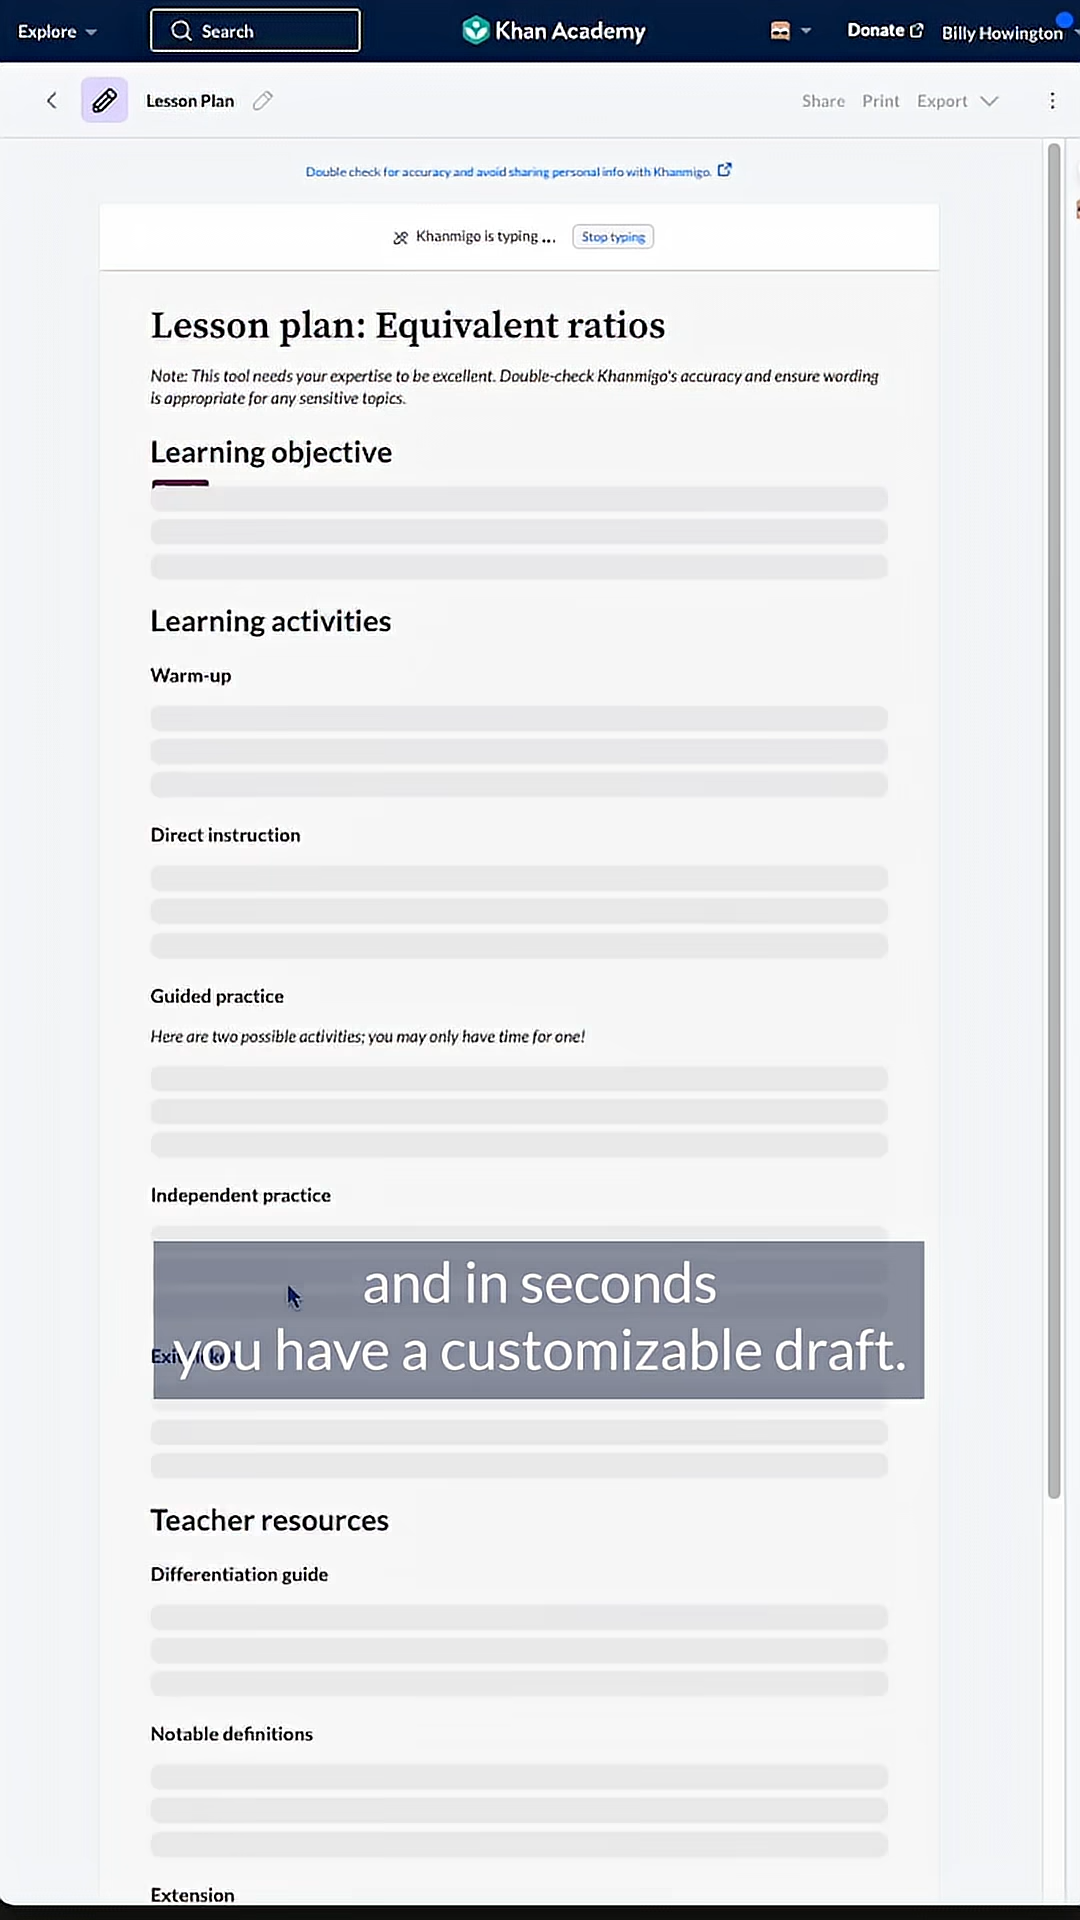 Explore
Search
Khan Academy
Donate
Billy Howington
Lesson Plan
Share
Print
Export
Double check for accuracy and avoid sharing personal info with Khanmigo.
Khanmigo is typing ...
Stop typing
Lesson plan: Equivalent ratios
Note: This tool needs your expertise to be excellent. Double-check Khanmigo's accuracy and ensure wording
is appropriate for any sensitive topics.
Learning objective
Learning activities
Warm-up
Direct instruction
Guided practice
Here are two possible activities; you may only have time for one!
Independent practice
and in seconds
you have a customizable draft.
Teacher resources
Differentiation guide
Notable definitions
Extension